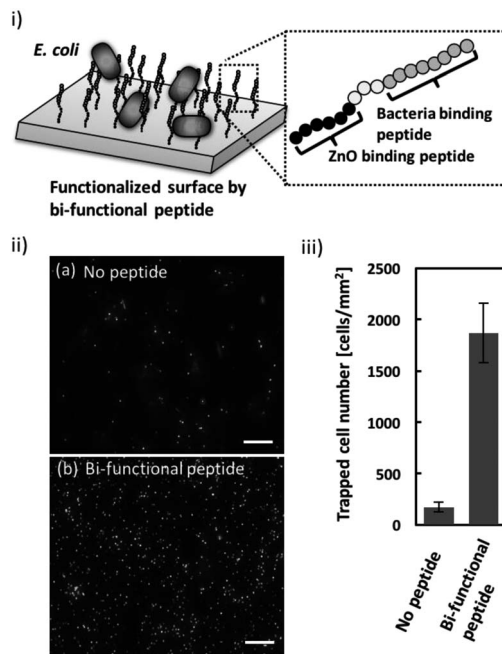 i)
E. coli
Bacteria binding
peptide
ZnO binding peptide
Functionalized surface by
bi-functional peptide
ii)
(a) No peptide
(b) Bi-functional peptide
iii)
Trapped cell number [cells/mm²]
2500
2000
1500
1000
500
0
No peptide
Bi-functional
peptide